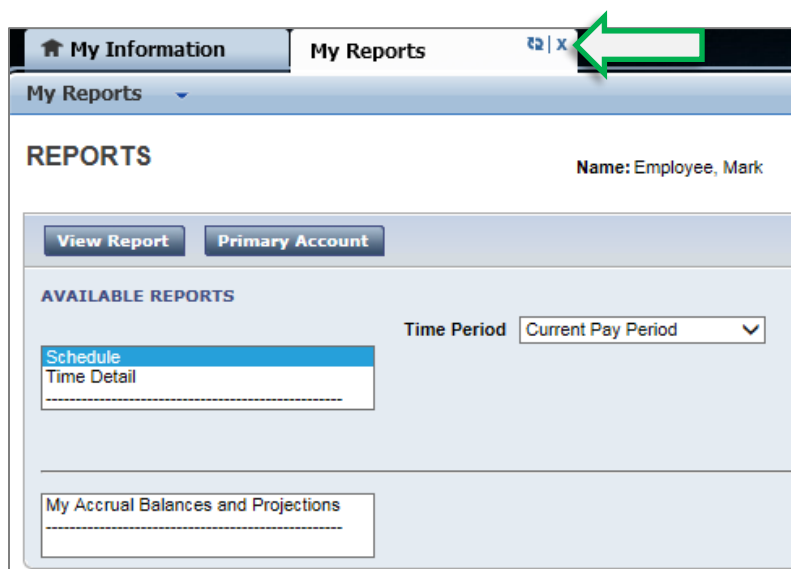 My Information
My Reports | x
My Reports
REPORTS
Name: Employee, Mark
View Report
Primary Account
AVAILABLE REPORTS
Time Period Current Pay Period
Schedule
Time Detail
------------------------------------------------
My Accrual Balances and Projections
------------------------------------------------